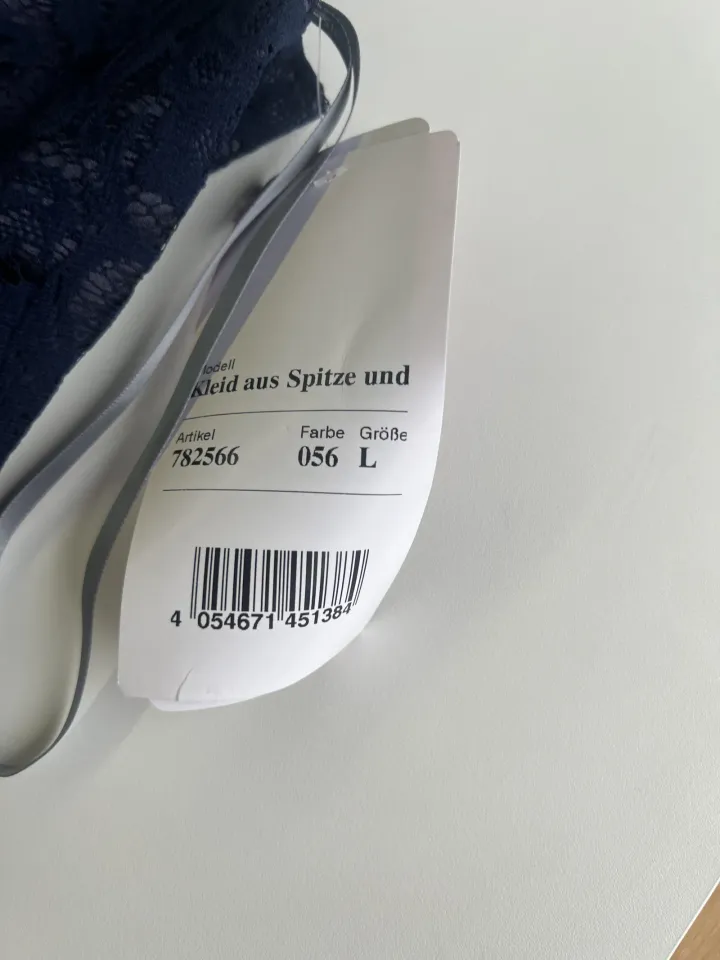 Modell
Kleid aus Spitze und
Artikel Farbe Größe
782566 056 L
4 054671 451384